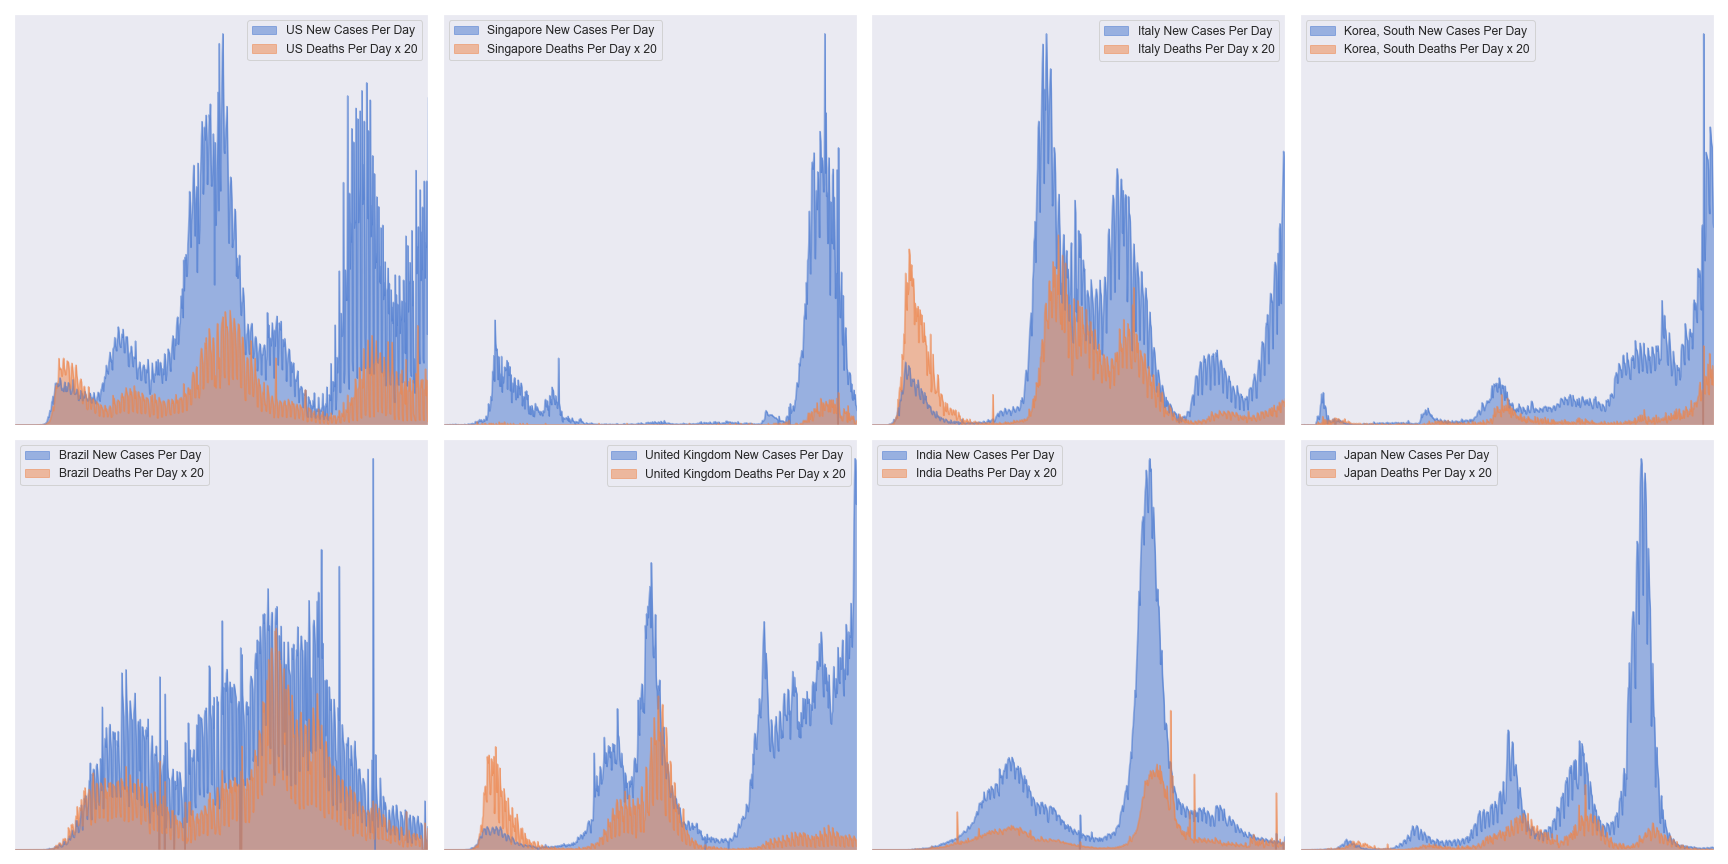 US New Cases Per Day
US Deaths Per Day x 20
Singapore New Cases Per Day
Singapore Deaths Per Day x 20
Italy New Cases Per Day
Italy Deaths Per Day x 20
Korea, South New Cases Per Day
Korea, South Deaths Per Day x 20
Brazil New Cases Per Day
Brazil Deaths Per Day x 20
United Kingdom New Cases Per Day
United Kingdom Deaths Per Day x 20
India New Cases Per Day
India Deaths Per Day x 20
Japan New Cases Per Day
Japan Deaths Per Day x 20